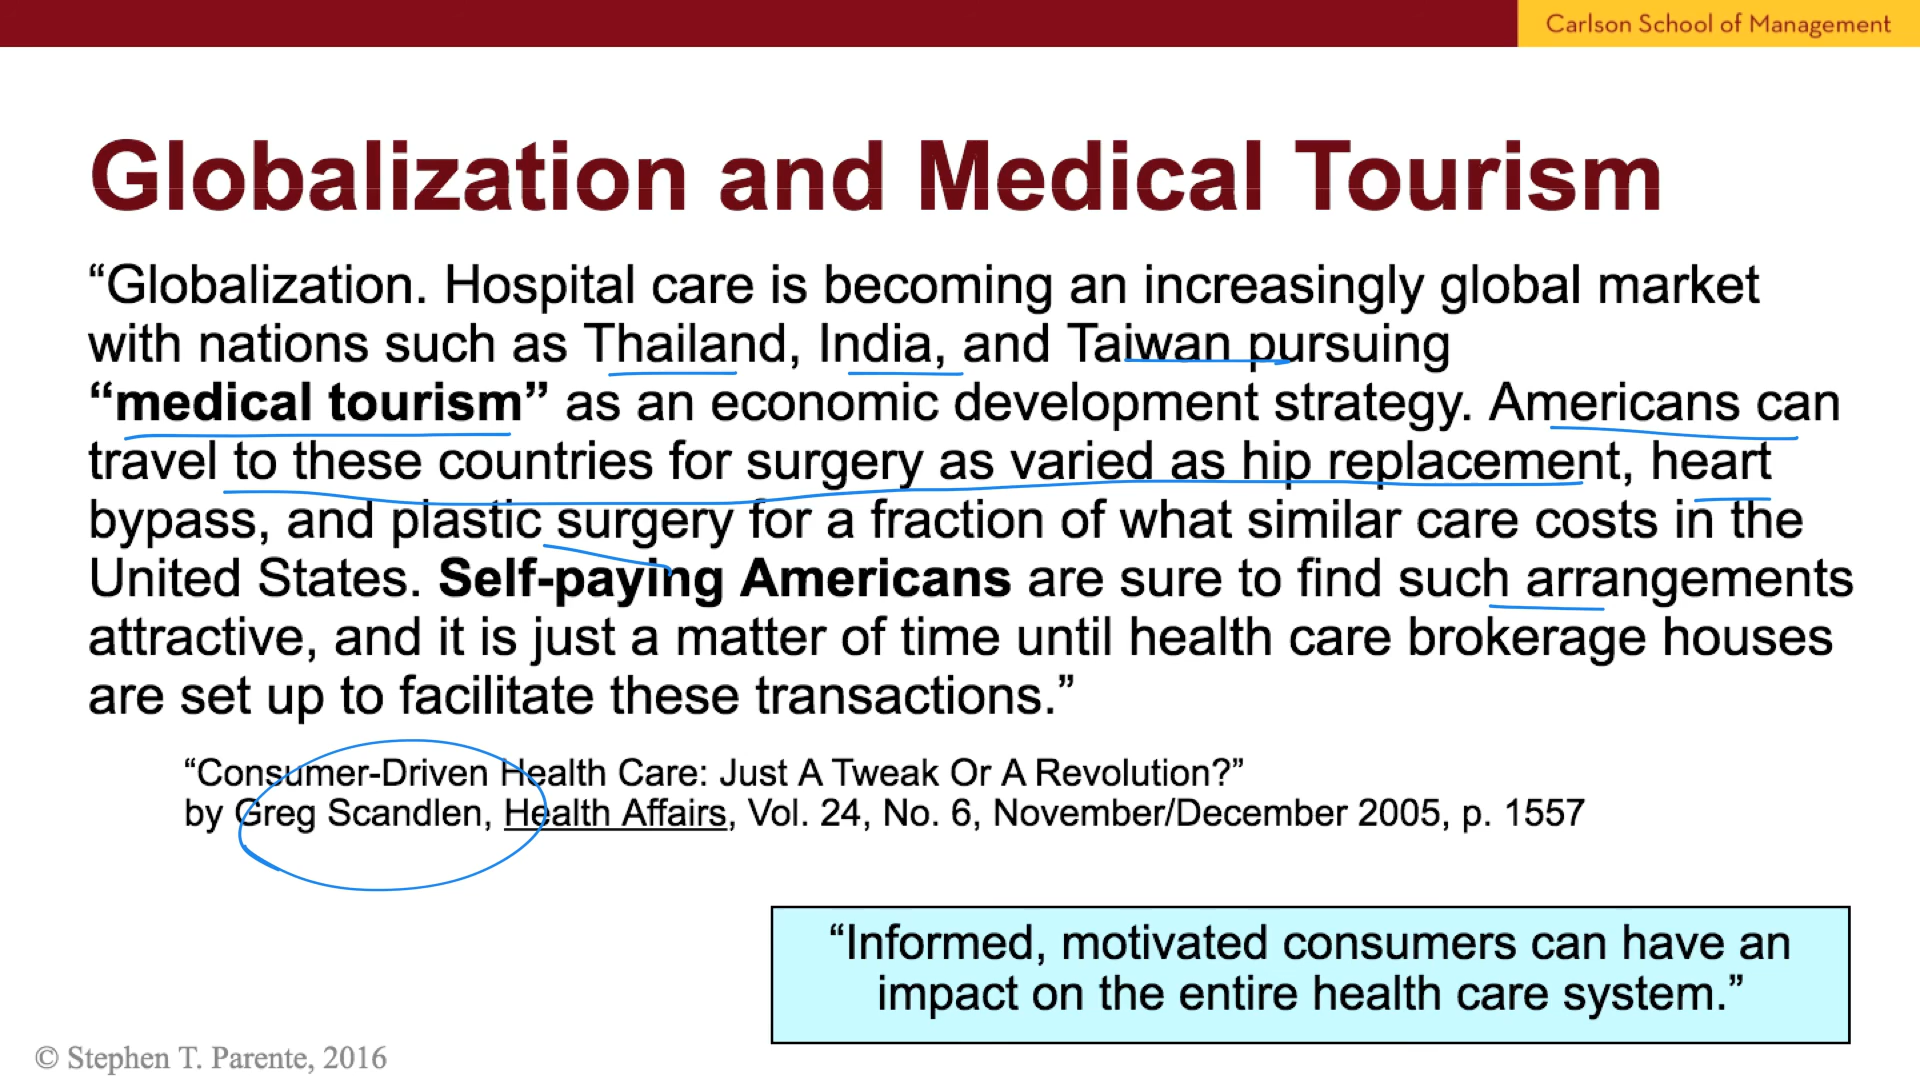 Carlson School of Management
Globalization and Medical Tourism
“Globalization. Hospital care is becoming an increasingly global market
with nations such as Thailand, India, and Taiwan pursuing
“medical tourism” as an economic development strategy. Americans can
travel to these countries for surgery as varied as hip replacement, heart
bypass, and plastic surgery for a fraction of what similar care costs in the
United States. Self-paying Americans are sure to find such arrangements
attractive, and it is just a matter of time until health care brokerage houses
are set up to facilitate these transactions.”
“Consumer-Driven Health Care: Just A Tweak Or A Revolution?”
by Greg Scandlen, Health Affairs, Vol. 24, No. 6, November/December 2005, p. 1557
“Informed, motivated consumers can have an
impact on the entire health care system.”
© Stephen T. Parente, 2016